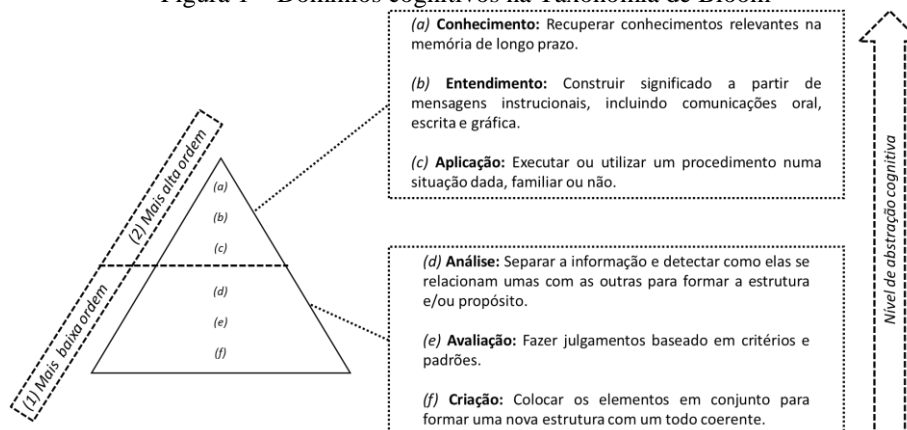 Figura 1 – Domínios cognitivos na Taxonomia de Bloom
(a) Conhecimento: Recuperar conhecimentos relevantes na
memória de longo prazo.
(b) Entendimento: Construir significado a partir de
mensagens instrucionais, incluindo comunicações oral,
escrita e gráfica.
(c) Aplicação: Executar ou utilizar um procedimento numa
situação dada, familiar ou não.
(2) Mais alta ordem
(a)
(b)
(c)
(1) Mais baixa ordem
(d)
(e)
(f)
(d) Análise: Separar a informação e detectar como elas se
relacionam umas com as outras para formar a estrutura
e/ou propósito.
(e) Avaliação: Fazer julgamentos baseado em critérios e
padrões.
(f) Criação: Colocar os elementos em conjunto para
formar uma nova estrutura com um todo coerente.
Nível de abstração cognitiva